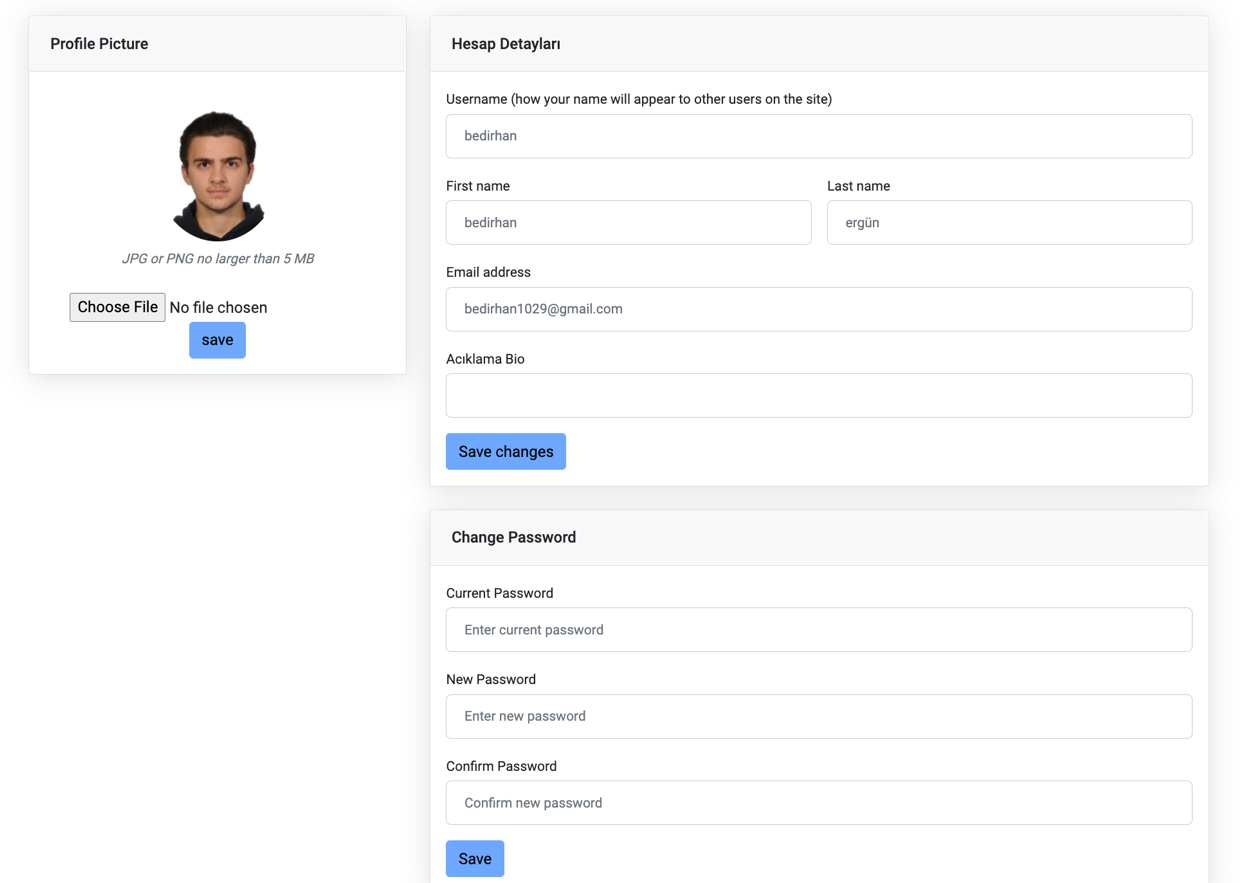 Profile Picture
JPG or PNG no larger than 5 MB
Choose File No file chosen
save
Hesap Detayları
Username (how your name will appear to other users on the site)
bedirhan
First name
Last name
bedirhan
ergün
Email address
bedirhan1029@gmail.com
Acıklama Bio
Save changes
Change Password
Current Password
Enter current password
New Password
Enter new password
Confirm Password
Confirm new password
Save